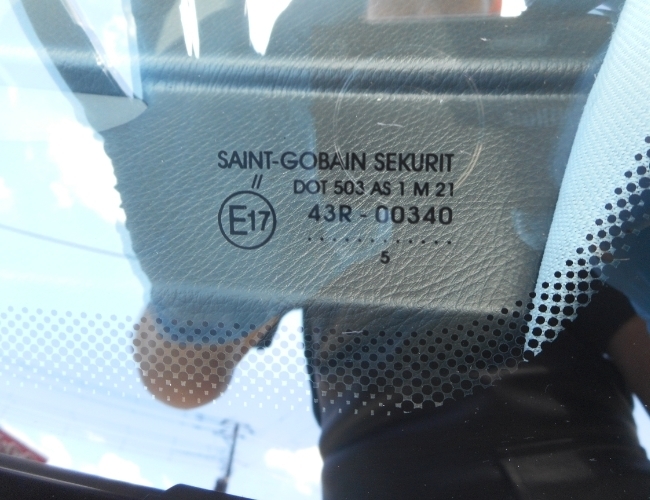 SAINT-GOBAIN SEKURIT
// DOT 503 AS 1 M 21
E17 43R - 00340
. . . . . . . . . . . .
5